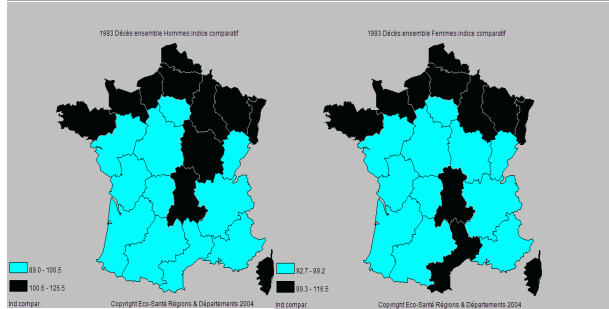 1993 Décès:ensemble Hommes:indice comparatif
89.0 - 100.5
100.6 - 126.5
Ind.compar.
Copyright Eco-Santé Régions & Départements 2004
1993 Décès:ensemble Femmes:indice comparatif
92.7 - 99.2
99.3 - 116.5
Ind.compar.
Copyright Eco-Santé Régions & Départements 2004